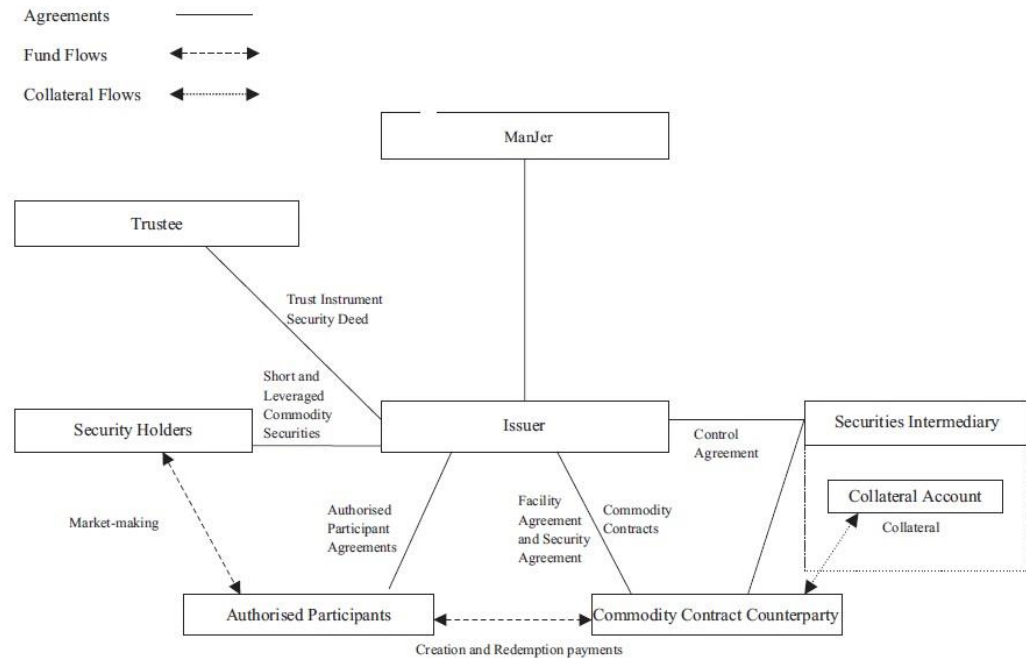 Agreements
Fund Flows
Collateral Flows
ManJer
Trustee
Trust Instrument
Security Deed
Short and
Leveraged
Commodity
Securities
Security Holders
Issuer
Control
Agreement
Securities Intermediary
Collateral Account
Collateral
Market-making
Authorised
Participant
Agreements
Facility
Agreement
and Security
Agreement
Commodity
Contracts
Authorised Participants
Commodity Contract Counterparty
Creation and Redemption payments